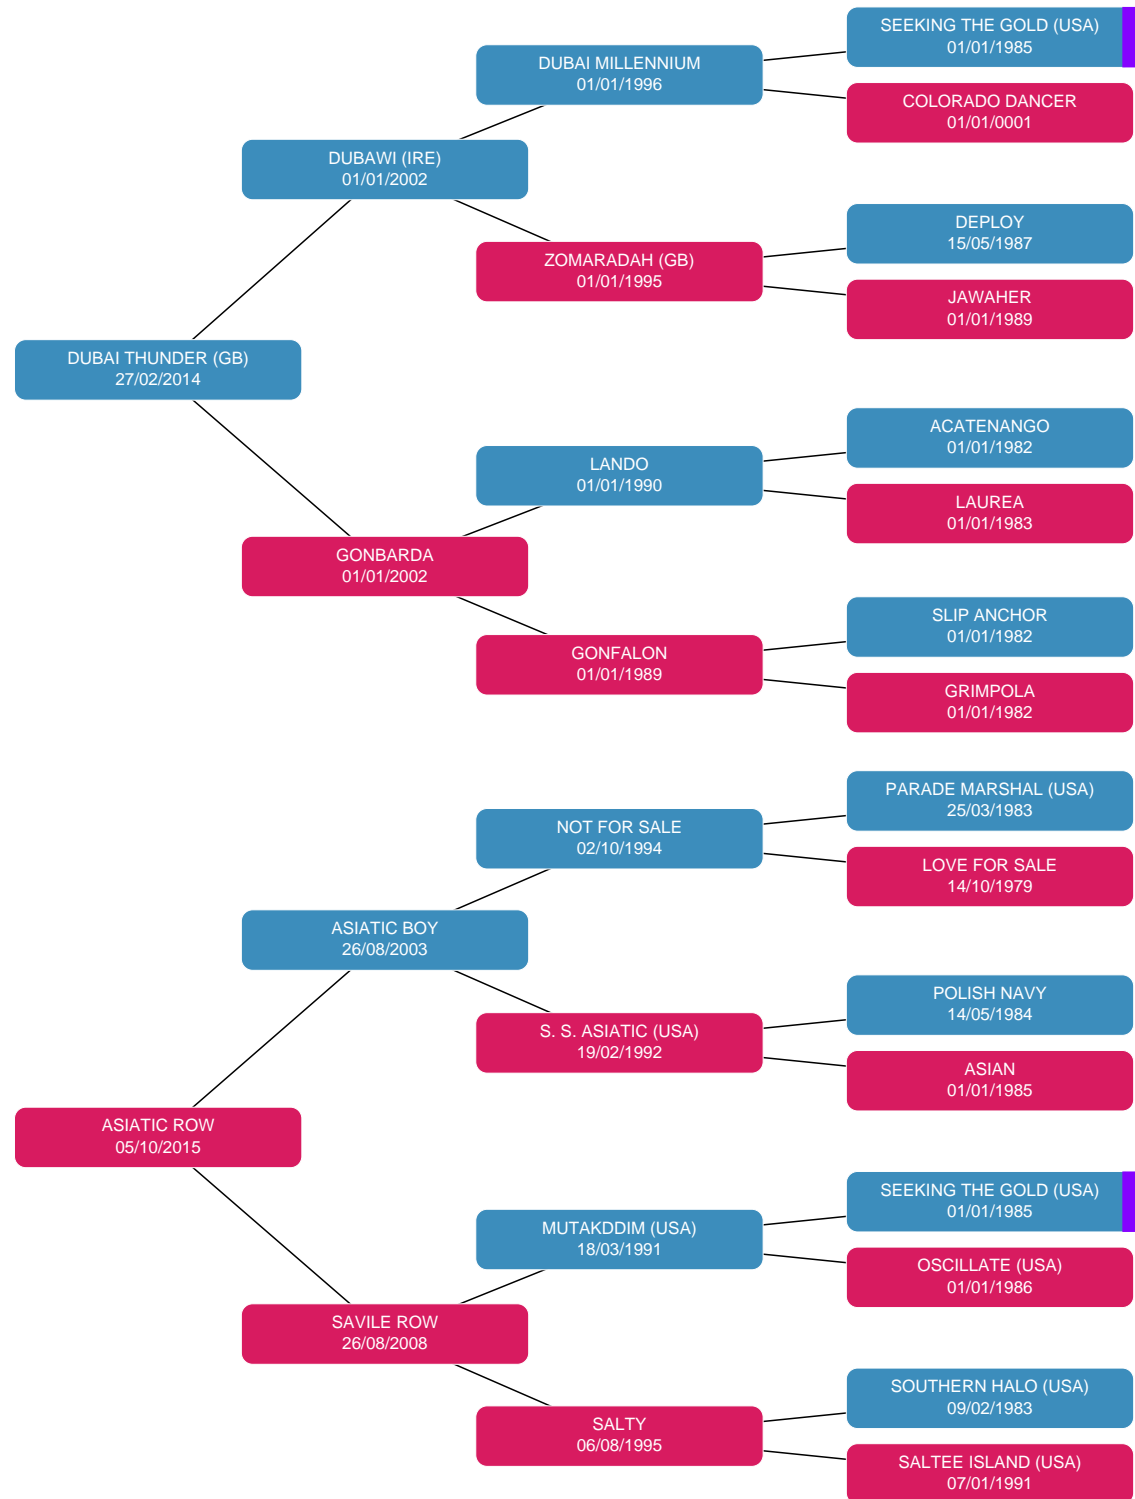 SEEKING THE GOLD (USA)
01/01/1985
DUBAI MILLENNIUM
01/01/1996
COLORADO DANCER
01/01/0001
DUBAWI (IRE)
01/01/2002
DEPLOY
15/05/1987
ZOMARADAH (GB)
01/01/1995
JAWAHER
01/01/1989
DUBAI THUNDER (GB)
27/02/2014
ACATENANGO
01/01/1982
LANDO
01/01/1990
LAUREA
01/01/1983
GONBARDA
01/01/2002
SLIP ANCHOR
01/01/1982
GONFALON
01/01/1989
GRIMPOLA
01/01/1982
PARADE MARSHAL (USA)
25/03/1983
NOT FOR SALE
02/10/1994
LOVE FOR SALE
14/10/1979
ASIATIC BOY
26/08/2003
POLISH NAVY
14/05/1984
S. S. ASIATIC (USA)
19/02/1992
ASIAN
01/01/1985
ASIATIC ROW
05/10/2015
SEEKING THE GOLD (USA)
01/01/1985
MUTAKDDIM (USA)
18/03/1991
OSCILLATE (USA)
01/01/1986
SAVILE ROW
26/08/2008
SOUTHERN HALO (USA)
09/02/1983
SALTY
06/08/1995
SALTEE ISLAND (USA)
07/01/1991